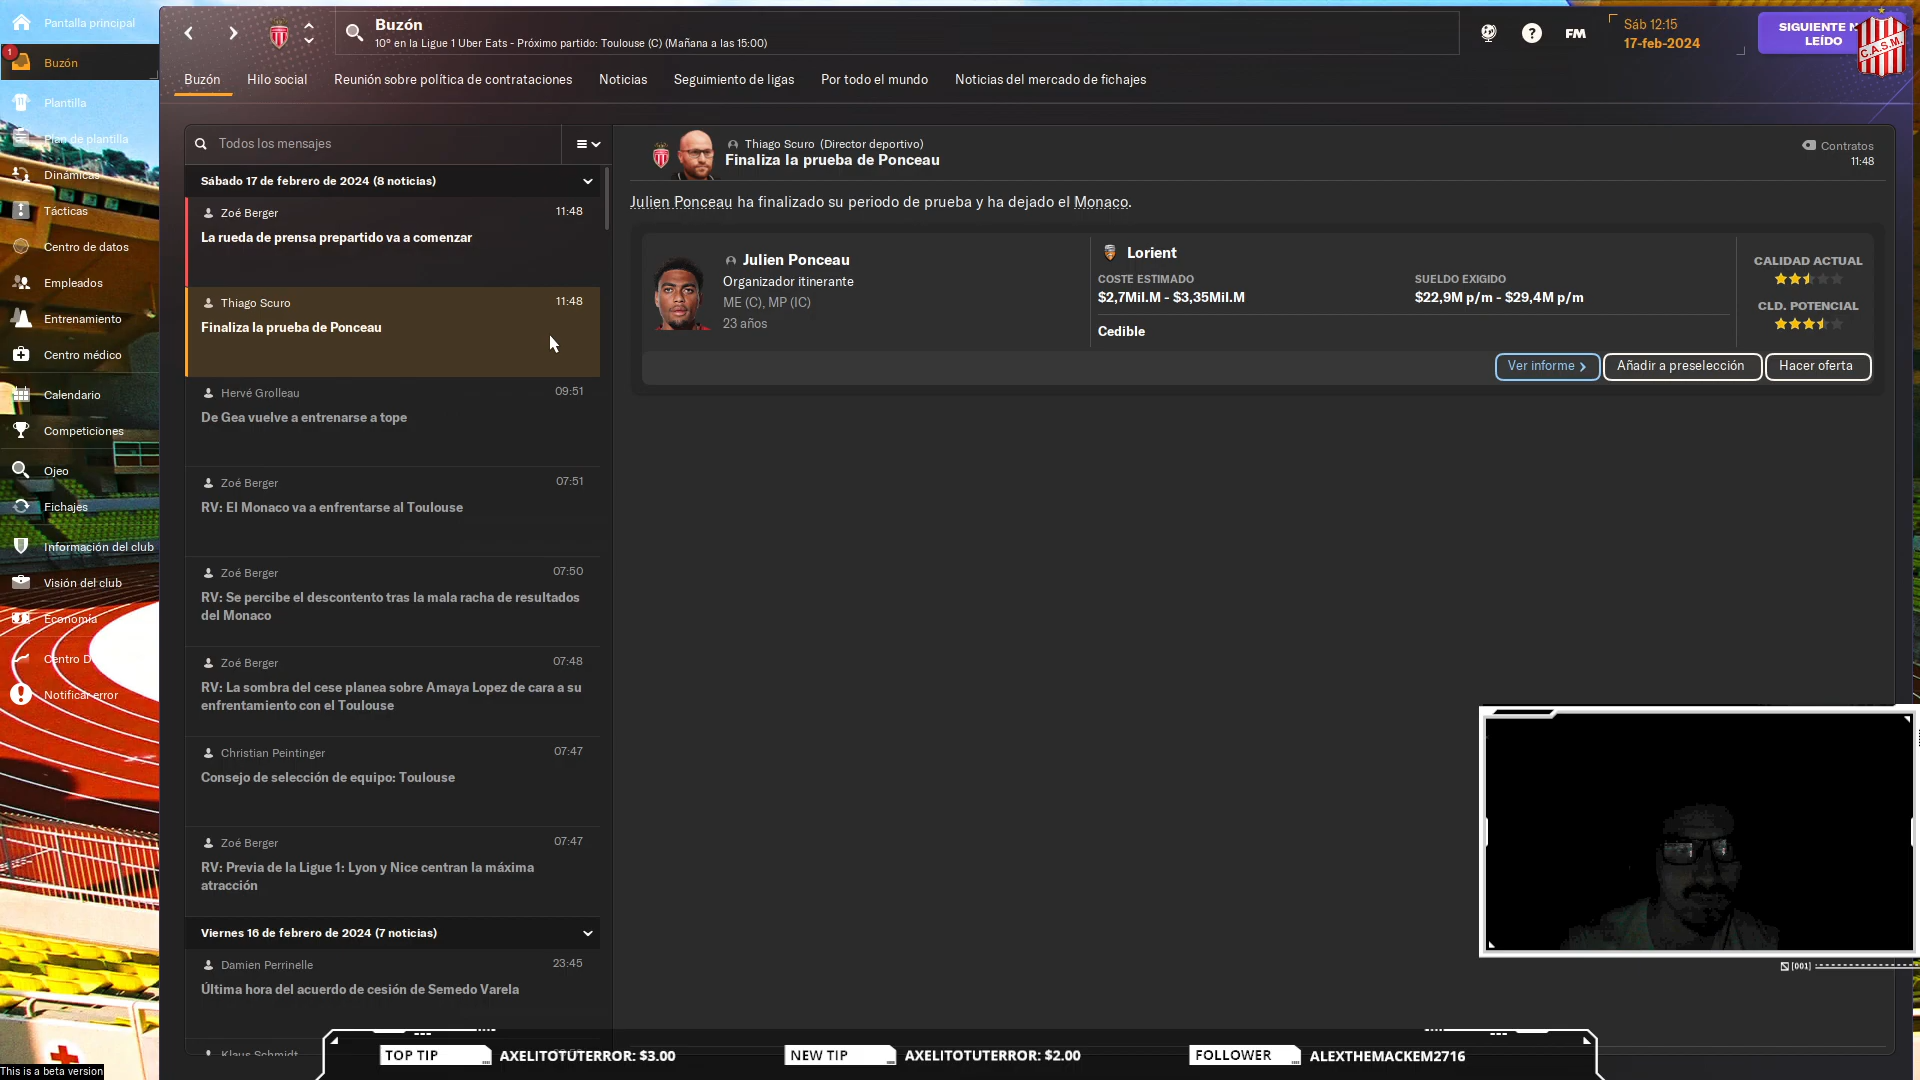 Pantalla principal
1
Buzón
Plantilla
Plan de plantilla
Dinámicas
Tácticas
Centro de datos
Empleados
Entrenamiento
Centro médico
Calendario
Competiciones
Ojeo
Fichajes
Información del club
Visión del club
Economía
Centro D
Notificar error
This is a beta version
Buzón
10º en la Ligue 1 Uber Eats - Próximo partido: Toulouse (C) (Mañana a las 15:00)
?
FM
Sáb 12:15
17-feb-2024
SIGUIENTE N
LEÍDO
C.A.S.M.
Buzón
Hilo social
Reunión sobre política de contrataciones
Noticias
Seguimiento de ligas
Por todo el mundo
Noticias del mercado de fichajes
Todos los mensajes
Sábado 17 de febrero de 2024 (8 noticias)
Zoé Berger
11:48
La rueda de prensa prepartido va a comenzar
Thiago Scuro
11:48
Finaliza la prueba de Ponceau
Hervé Grolleau
09:51
De Gea vuelve a entrenarse a tope
Zoé Berger
07:51
RV: El Monaco va a enfrentarse al Toulouse
Zoé Berger
07:50
RV: Se percibe el descontento tras la mala racha de resultados
del Monaco
Zoé Berger
07:48
RV: La sombra del cese planea sobre Amaya Lopez de cara a su
enfrentamiento con el Toulouse
Christian Peintinger
07:47
Consejo de selección de equipo: Toulouse
Zoé Berger
07:47
RV: Previa de la Ligue 1: Lyon y Nice centran la máxima
atracción
Viernes 16 de febrero de 2024 (7 noticias)
Damien Perrinelle
23:45
Última hora del acuerdo de cesión de Semedo Varela
Klaus Schmidt
Thiago Scuro (Director deportivo)
Finaliza la prueba de Ponceau
Contratos
11:48
Julien Ponceau ha finalizado su periodo de prueba y ha dejado el Monaco.
Julien Ponceau
Organizador itinerante
ME (C), MP (IC)
23 años
Lorient
COSTE ESTIMADO
$2,7Mil.M - $3,35Mil.M
SUELDO EXIGIDO
$22,9M p/m - $29,4M p/m
Cedible
CALIDAD ACTUAL
CLD. POTENCIAL
Ver informe
Añadir a preselección
Hacer oferta
[001]
TOP TIP
AXELITOTUTERROR: $3.00
NEW TIP
AXELITOTUTERROR: $2.00
FOLLOWER
ALEXTHEMACKEM2716